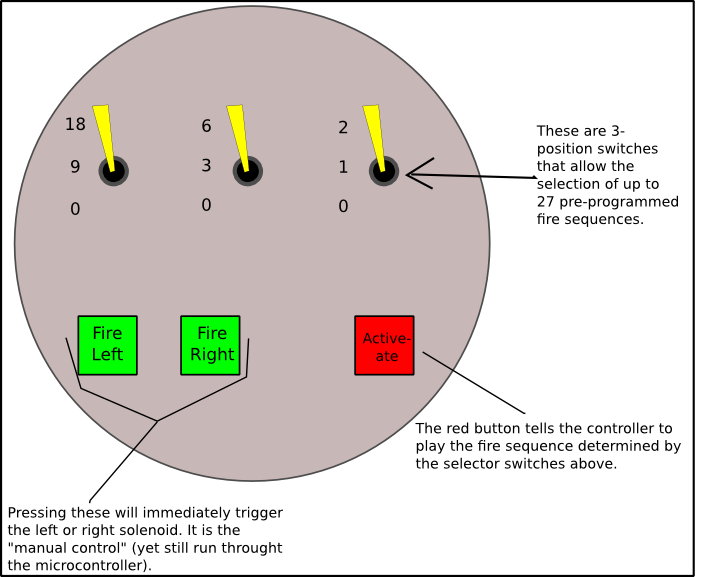 18
6
2
9
3
1
0
0
0
These are 3-
position switches
that allow the
selection of up to
27 pre-programmed
fire sequences.
Fire
Left
Fire
Right
Active-
ate
The red button tells the controller to
play the fire sequence determined by
the selector switches above.
Pressing these will immediately trigger
the left or right solenoid. It is the
"manual control" (yet still run throught
the microcontroller).